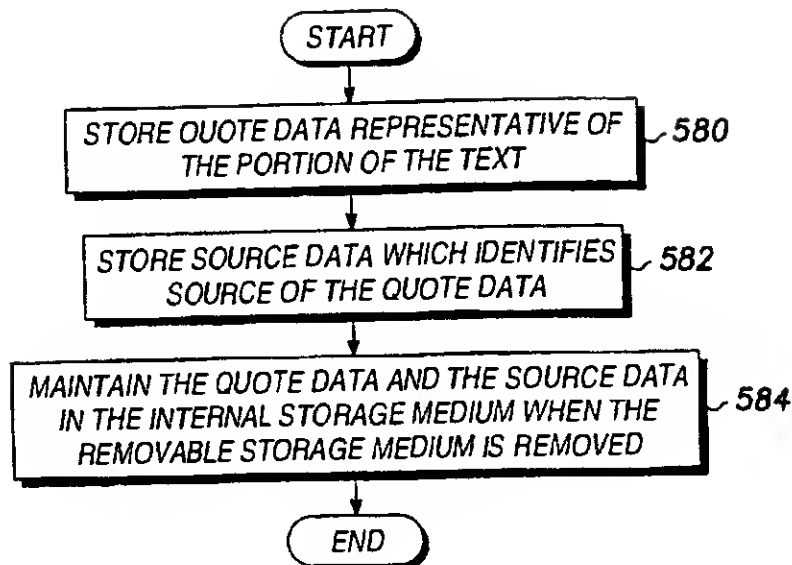 START
STORE QUOTE DATA REPRESENTATIVE OF
THE PORTION OF THE TEXT
580
STORE SOURCE DATA WHICH IDENTIFIES
SOURCE OF THE QUOTE DATA
582
MAINTAIN THE QUOTE DATA AND THE SOURCE DATA
IN THE INTERNAL STORAGE MEDIUM WHEN THE
REMOVABLE STORAGE MEDIUM IS REMOVED
584
END